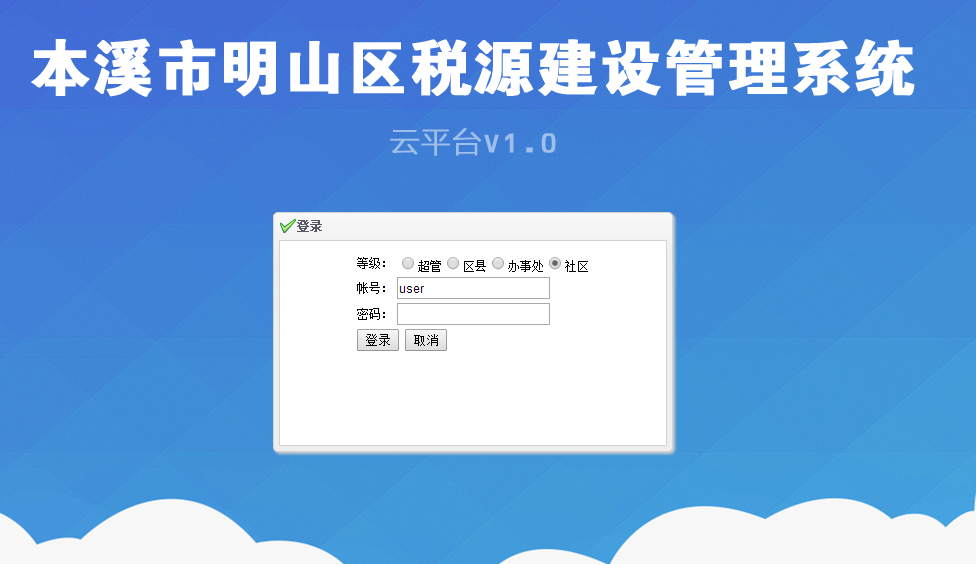 本溪市明山区税源建设管理系统
云平台v1.0
登录
等级： 超管 区县 办事处 社区
帐号： user
密码：
登录 取消